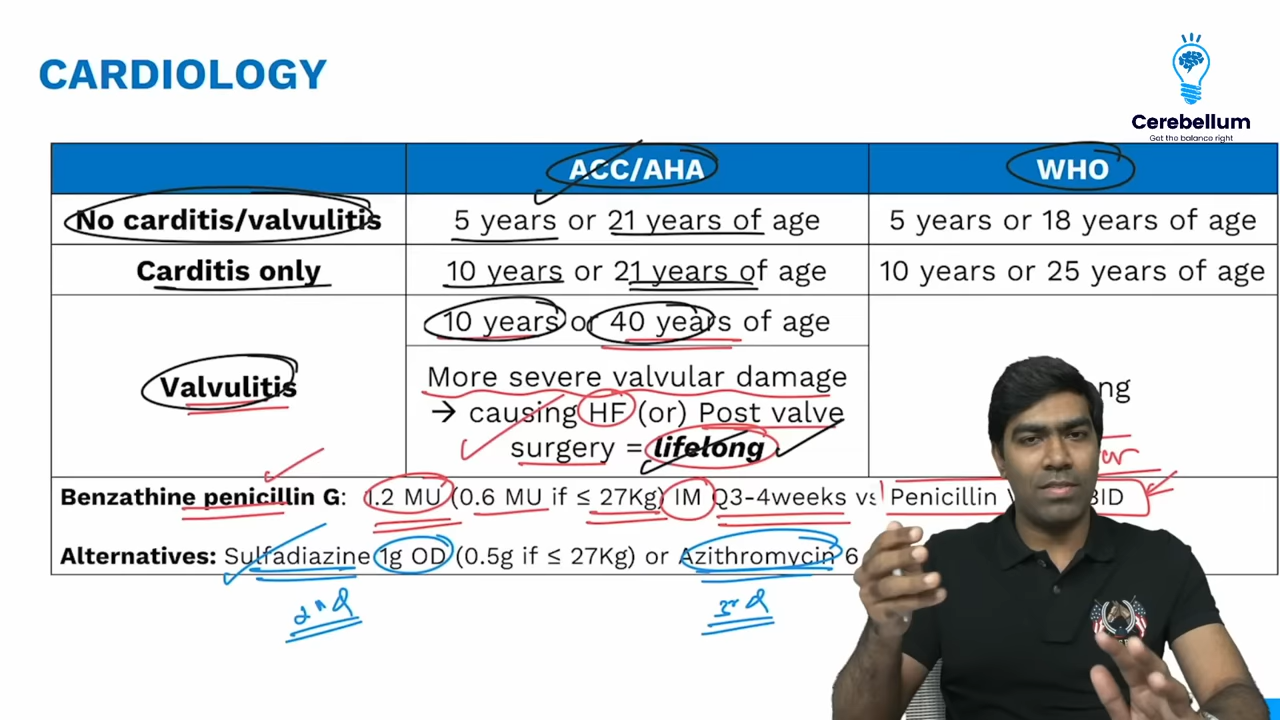 CARDIOLOGY
Cerebellum
Get the balance right
ACC/AHA
WHO
No carditis/valvulitis
5 years or 21 years of age
5 years or 18 years of age
Carditis only
10 years or 21 years of age
10 years or 25 years of age
Valvulitis
10 years or 40 years of age
More severe valvular damage
→ causing HF (or) Post valve
surgery = lifelong
or
Benzathine penicillin G: 1.2 MU (0.6 MU if ≤ 27Kg) IM Q3-4weeks vs Penicillin BID
Alternatives: Sulfadiazine 1g OD (0.5g if ≤ 27Kg) or Azithromycin 6